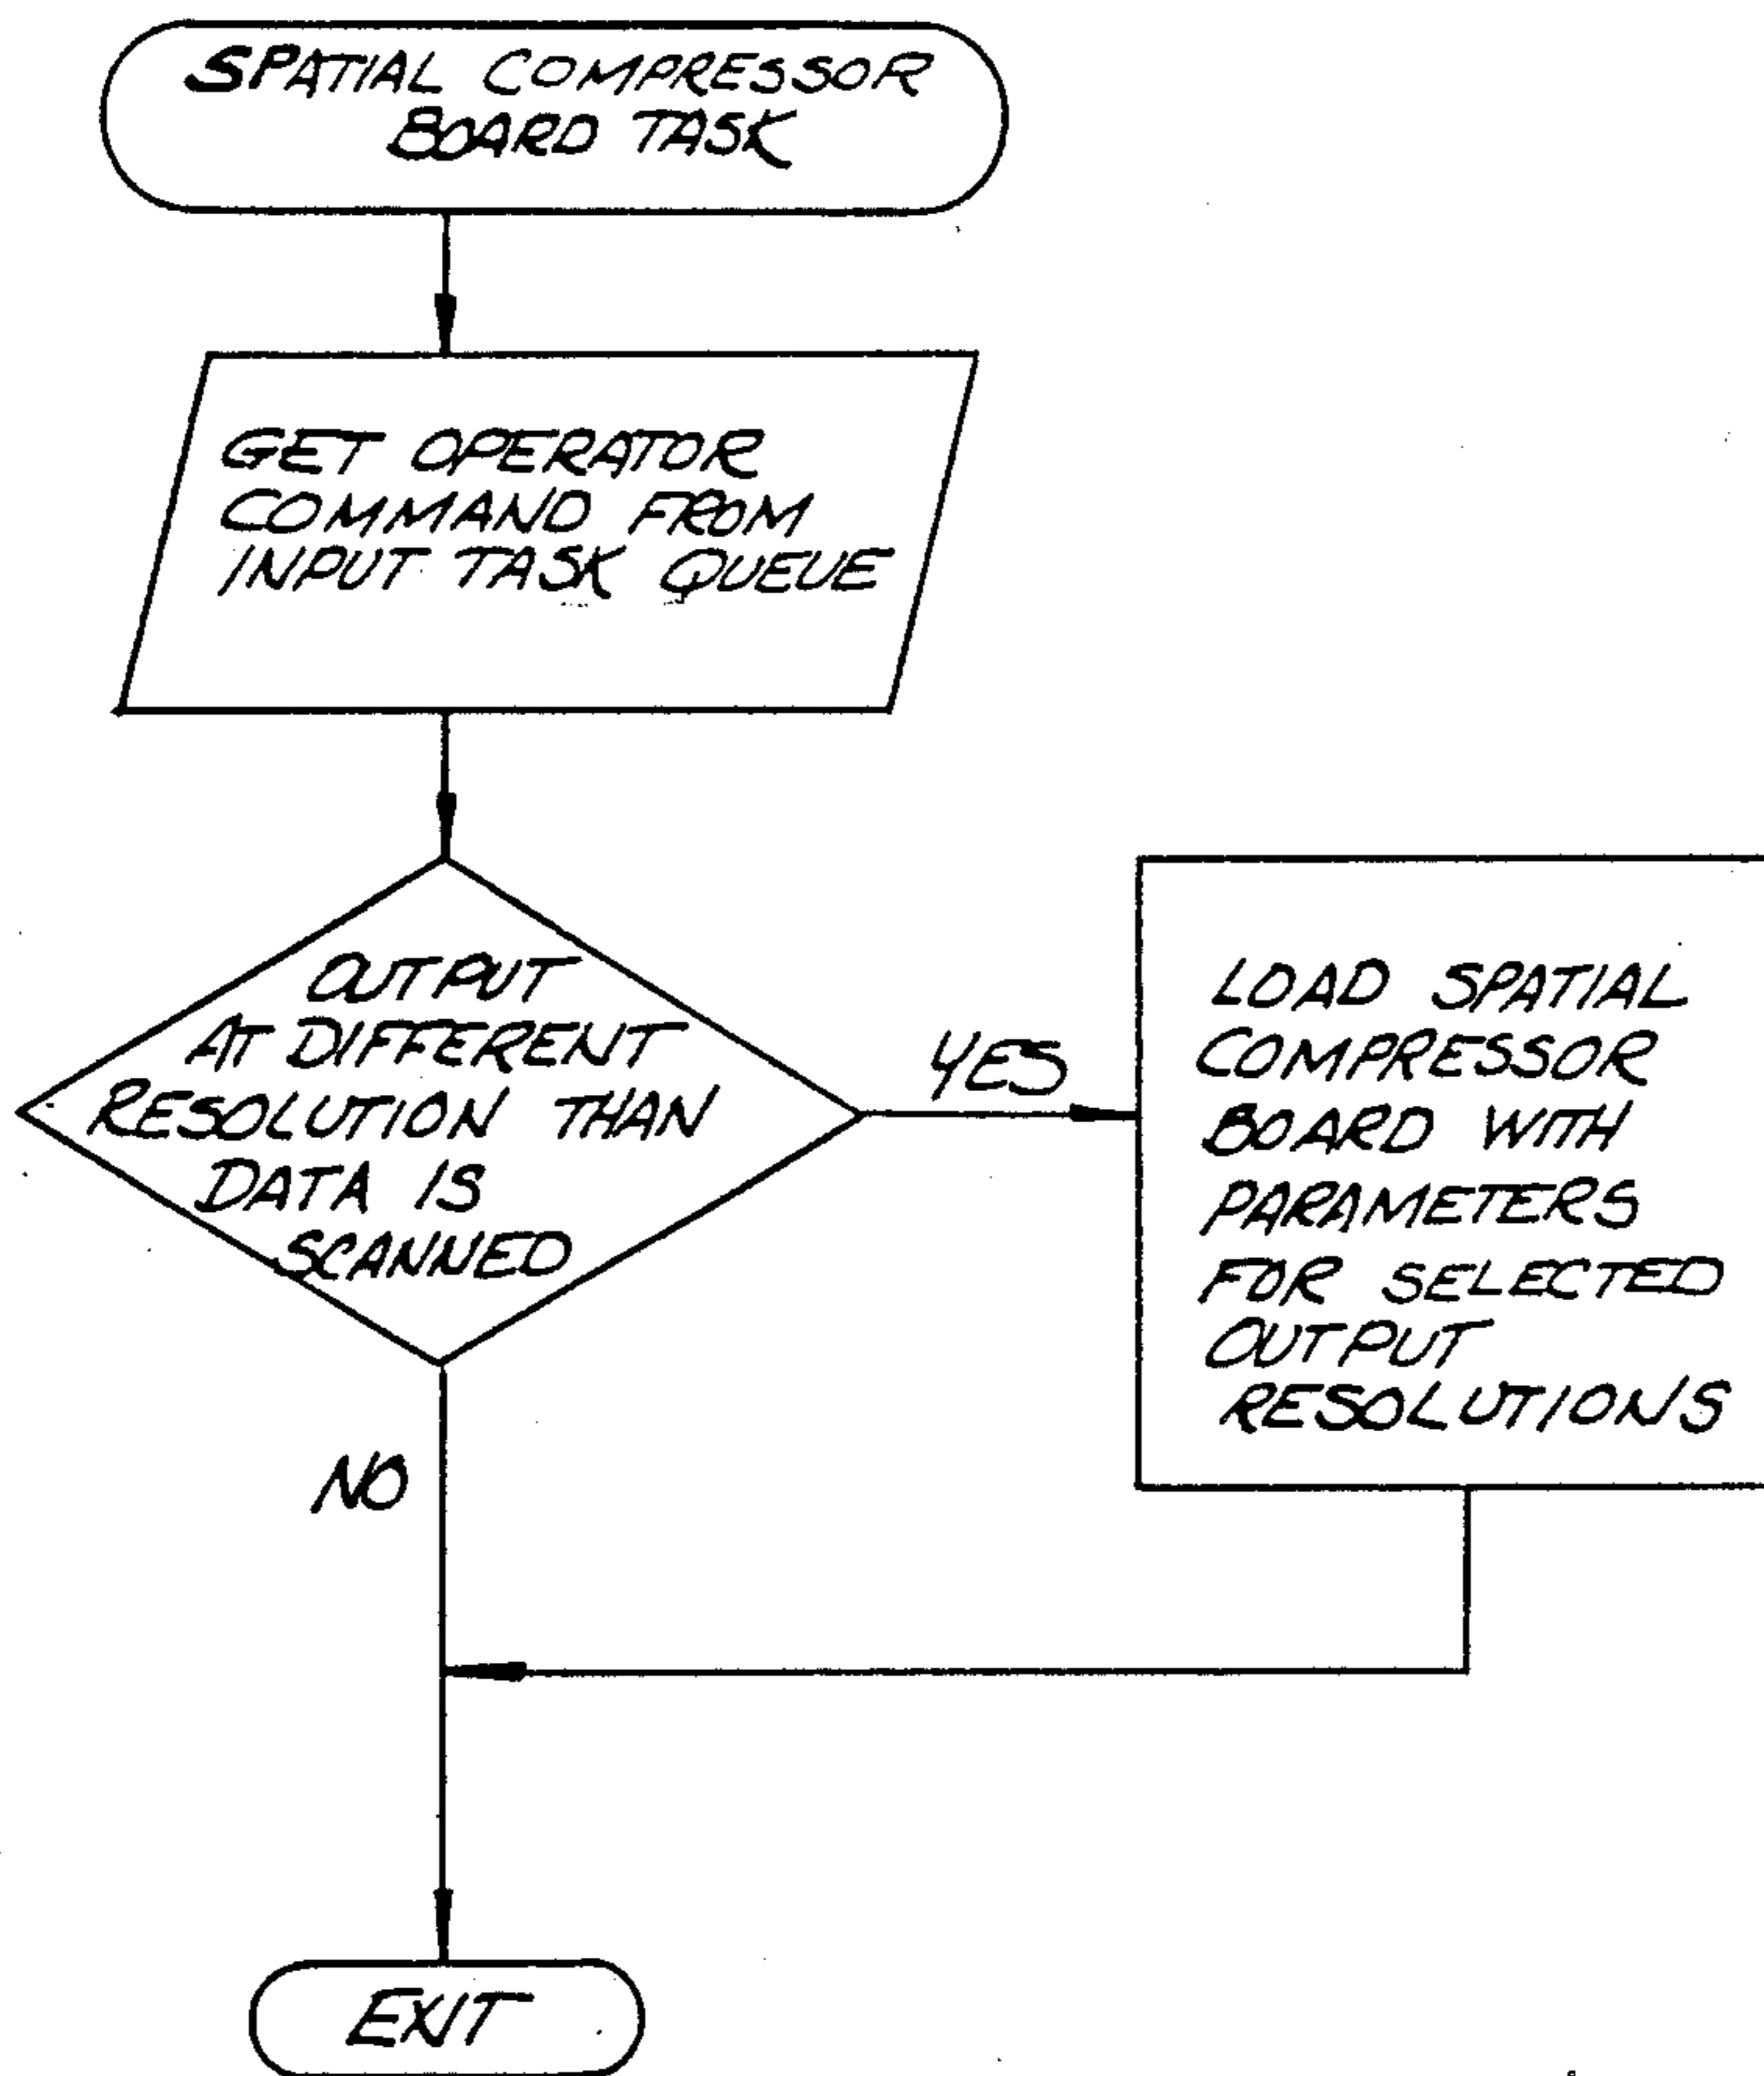 SPATIAL COMPRESSOR
BOARD TASK
GET OPERATOR
COMMAND FROM
INPUT TASK QUEUE
OUTPUT
AT DIFFERENT
RESOLUTION THAN
DATA IS
SCANNED
YES
LOAD SPATIAL
COMPRESSOR
BOARD WITH
PARAMETERS
FOR SELECTED
OUTPUT
RESOLUTIONS
NO
EXIT